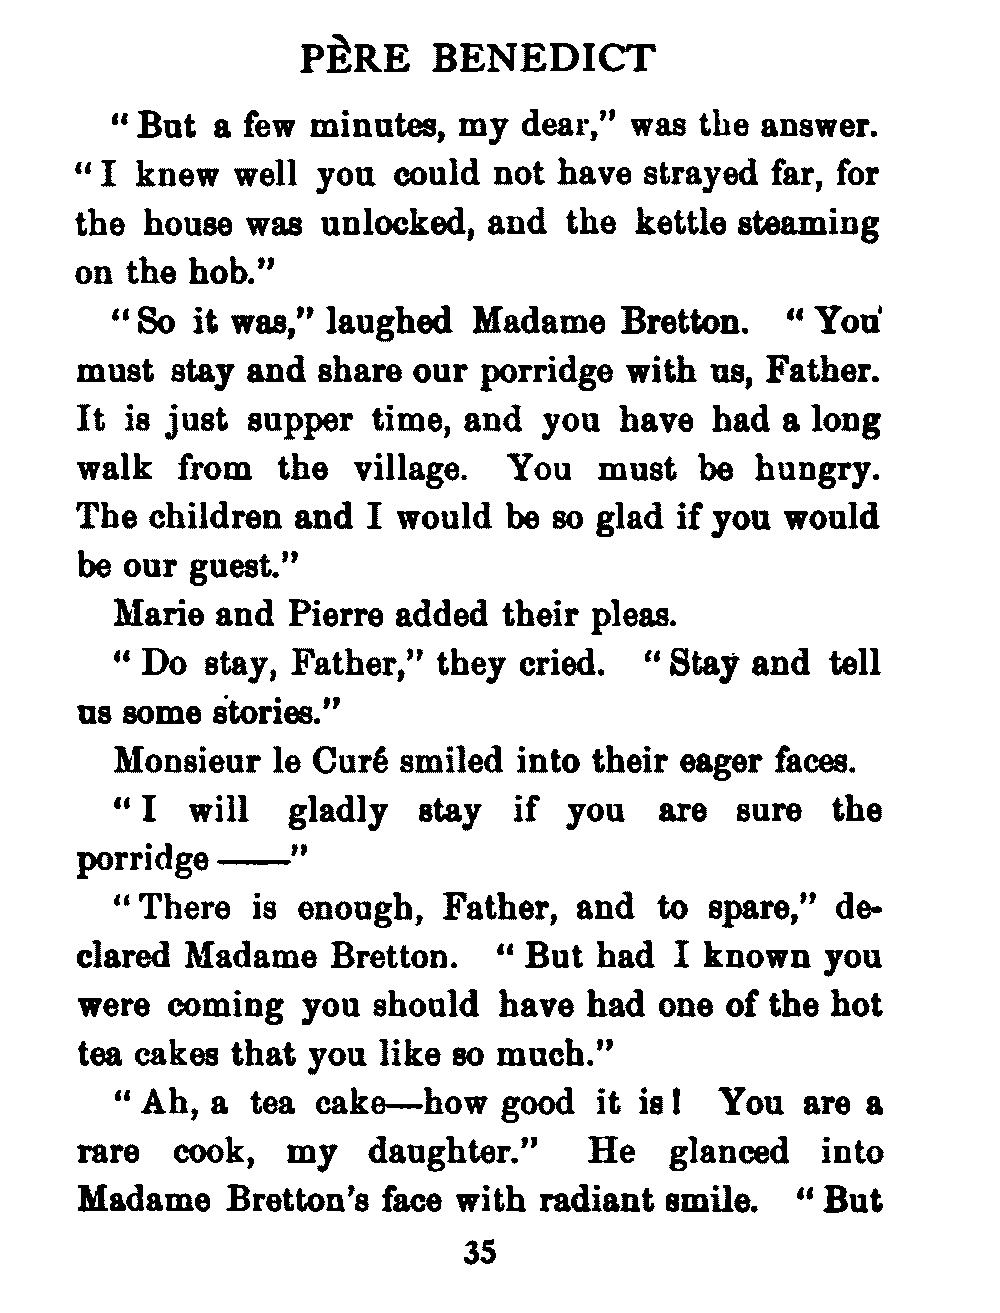 PÈRE BENEDICT
“But a few minutes, my dear,” was the answer.
“I knew well you could not have strayed far, for
the house was unlocked, and the kettle steaming
on the hob.”
“So it was,” laughed Madame Bretton. “You
must stay and share our porridge with us, Father.
It is just supper time, and you have had a long
walk from the village. You must be hungry.
The children and I would be so glad if you would
be our guest.”
Marie and Pierre added their pleas.
“Do stay, Father,” they cried. “Stay and tell
us some stories.”
Monsieur le Curé smiled into their eager faces.
“I will gladly stay if you are sure the
porridge ——”
“There is enough, Father, and to spare,” de-
clared Madame Bretton. “But had I known you
were coming you should have had one of the hot
tea cakes that you like so much.”
“Ah, a tea cake—how good it is! You are a
rare cook, my daughter.” He glanced into
Madame Bretton’s face with radiant smile. “But
35